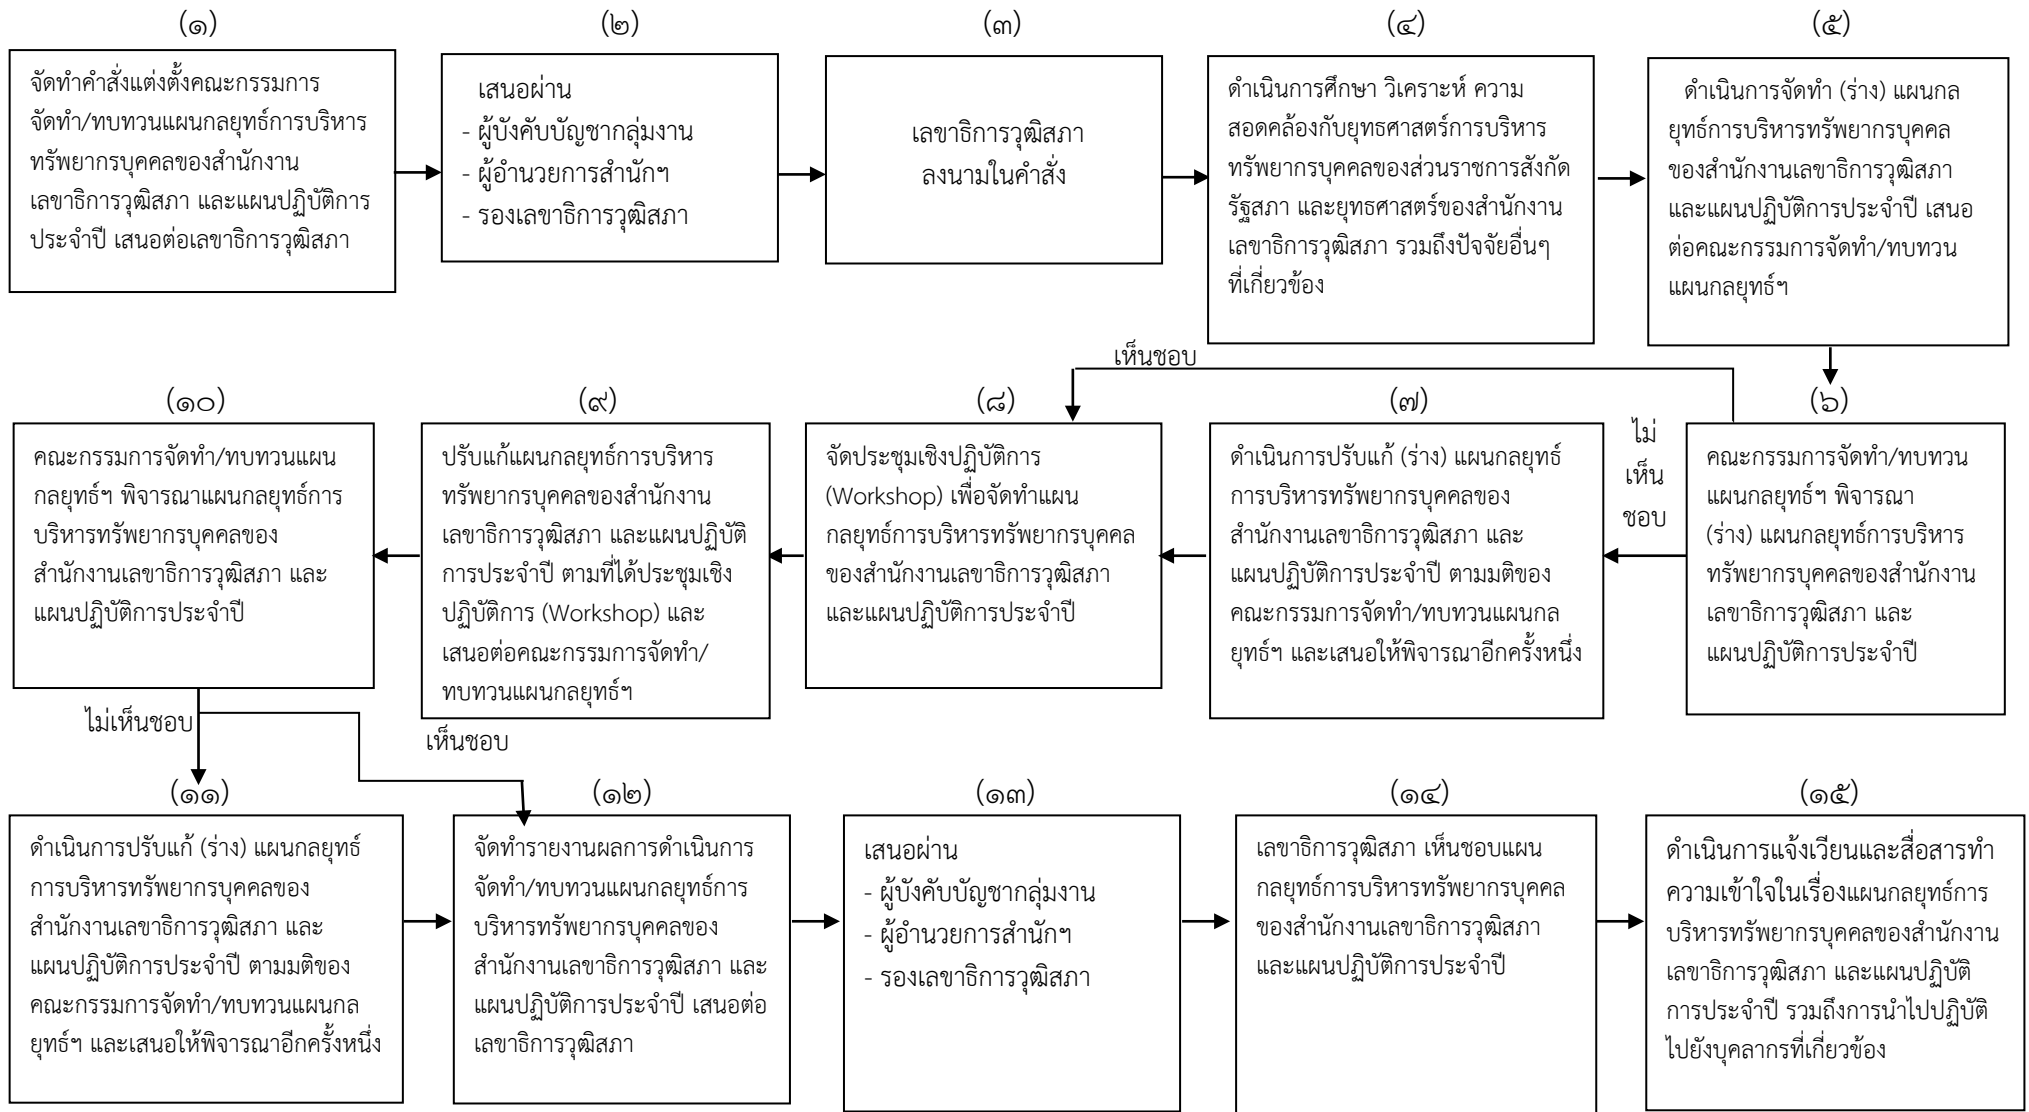 (๑)
จัดทำคำสั่งแต่งตั้งคณะกรรมการ
จัดทำ/ทบทวนแผนกลยุทธ์การบริหาร
ทรัพยากรบุคคลของสำนักงาน
เลขาธิการวุฒิสภา และแผนปฏิบัติการ
ประจำปี เสนอต่อเลขาธิการวุฒิสภา
(๒)
เสนอผ่าน
- ผู้บังคับบัญชากลุ่มงาน
- ผู้อำนวยการสำนักฯ
- รองเลขาธิการวุฒิสภา
(๓)
เลขาธิการวุฒิสภา
ลงนามในคำสั่ง
(๔)
ดำเนินการศึกษา วิเคราะห์ ความ
สอดคล้องกับยุทธศาสตร์การบริหาร
ทรัพยากรบุคคลของส่วนราชการสังกัด
รัฐสภา และยุทธศาสตร์ของสำนักงาน
เลขาธิการวุฒิสภา รวมถึงปัจจัยอื่นๆ
ที่เกี่ยวข้อง
(๕)
ดำเนินการจัดทำ (ร่าง) แผนกล
ยุทธ์การบริหารทรัพยากรบุคคล
ของสำนักงานเลขาธิการวุฒิสภา
และแผนปฏิบัติการประจำปี เสนอ
ต่อคณะกรรมการจัดทำ/ทบทวน
แผนกลยุทธ์ฯ
เห็นชอบ
(๖)
คณะกรรมการจัดทำ/ทบทวน
แผนกลยุทธ์ฯ พิจารณา
(ร่าง) แผนกลยุทธ์การบริหาร
ทรัพยากรบุคคลของสำนักงาน
เลขาธิการวุฒิสภา และ
แผนปฏิบัติการประจำปี
ไม่
เห็น
ชอบ
(๗)
ดำเนินการปรับแก้ (ร่าง) แผนกลยุทธ์
การบริหารทรัพยากรบุคคลของ
สำนักงานเลขาธิการวุฒิสภา และ
แผนปฏิบัติการประจำปี ตามมติของ
คณะกรรมการจัดทำ/ทบทวนแผนกล
ยุทธ์ฯ และเสนอให้พิจารณาอีกครั้งหนึ่ง
(๘)
จัดประชุมเชิงปฏิบัติการ
(Workshop) เพื่อจัดทำแผน
กลยุทธ์การบริหารทรัพยากรบุคคล
ของสำนักงานเลขาธิการวุฒิสภา
และแผนปฏิบัติการประจำปี
(๙)
ปรับแก้แผนกลยุทธ์การบริหาร
ทรัพยากรบุคคลของสำนักงาน
เลขาธิการวุฒิสภา และแผนปฏิบัติ
การประจำปี ตามที่ได้ประชุมเชิง
ปฏิบัติการ (Workshop) และ
เสนอต่อคณะกรรมการจัดทำ/
ทบทวนแผนกลยุทธ์ฯ
(๑๐)
คณะกรรมการจัดทำ/ทบทวนแผน
กลยุทธ์ฯ พิจารณาแผนกลยุทธ์การ
บริหารทรัพยากรบุคคลของ
สำนักงานเลขาธิการวุฒิสภา และ
แผนปฏิบัติการประจำปี
ไม่เห็นชอบ
เห็นชอบ
(๑๑)
ดำเนินการปรับแก้ (ร่าง) แผนกลยุทธ์
การบริหารทรัพยากรบุคคลของ
สำนักงานเลขาธิการวุฒิสภา และ
แผนปฏิบัติการประจำปี ตามมติของ
คณะกรรมการจัดทำ/ทบทวนแผนกล
ยุทธ์ฯ และเสนอให้พิจารณาอีกครั้งหนึ่ง
(๑๒)
จัดทำรายงานผลการดำเนินการ
จัดทำ/ทบทวนแผนกลยุทธ์การ
บริหารทรัพยากรบุคคลของ
สำนักงานเลขาธิการวุฒิสภา และ
แผนปฏิบัติการประจำปี เสนอต่อ
เลขาธิการวุฒิสภา
(๑๓)
เสนอผ่าน
- ผู้บังคับบัญชากลุ่มงาน
- ผู้อำนวยการสำนักฯ
- รองเลขาธิการวุฒิสภา
(๑๔)
เลขาธิการวุฒิสภา เห็นชอบแผน
กลยุทธ์การบริหารทรัพยากรบุคคล
ของสำนักงานเลขาธิการวุฒิสภา
และแผนปฏิบัติการประจำปี
(๑๕)
ดำเนินการแจ้งเวียนและสื่อสารทำ
ความเข้าใจในเรื่องแผนกลยุทธ์การ
บริหารทรัพยากรบุคคลของสำนักงาน
เลขาธิการวุฒิสภา และแผนปฏิบัติ
การประจำปี รวมถึงการนำไปปฏิบัติ
ไปยังบุคลากรที่เกี่ยวข้อง